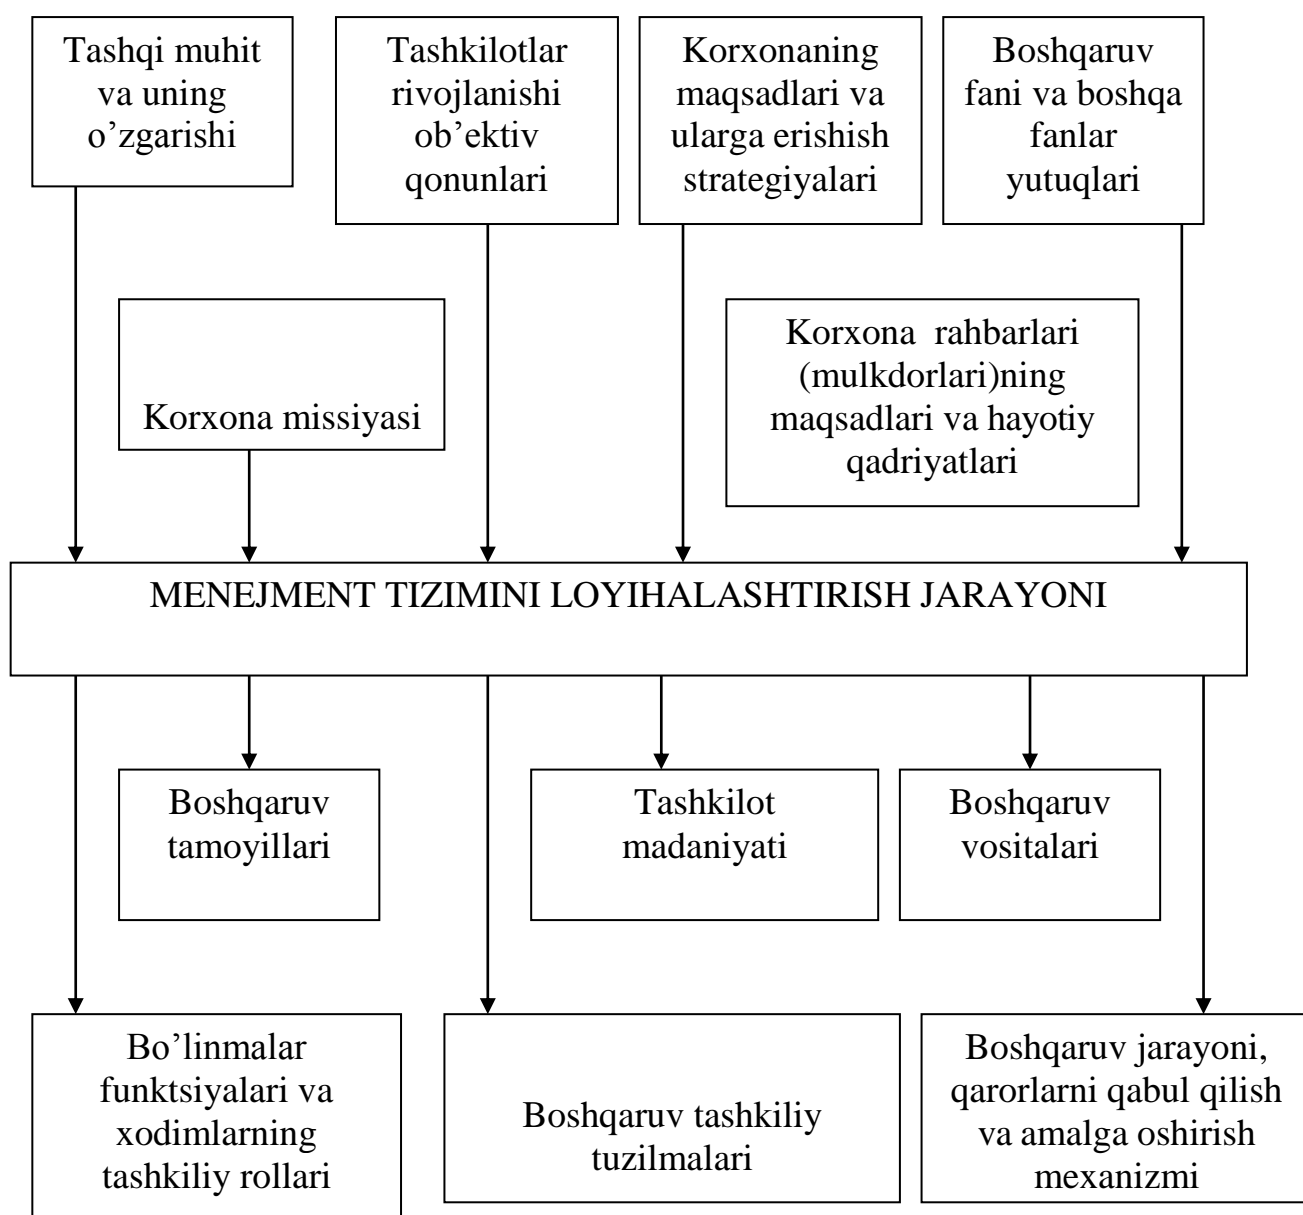 Tashqi muhit
va uning
o’zgarishi
Tashkilotlar
rivojlanishi
ob’ektiv
qonunlari
Korxonaning
maqsadlari va
ularga erishish
strategiyalari
Boshqaruv
fani va boshqa
fanlar
yutuqlari
Korxona missiyasi
Korxona  rahbarlari
(mulkdorlari)ning
maqsadlari va hayotiy
qadriyatlari
MENEJMENT TIZIMINI LOYIHALASHTIRISH JARAYONI
Boshqaruv
tamoyillari
Tashkilot
madaniyati
Boshqaruv
vositalari
Bo’linmalar
funktsiyalari va
xodimlarning
tashkiliy rollari
Boshqaruv tashkiliy
tuzilmalari
Boshqaruv jarayoni,
qarorlarni qabul qilish
va amalga oshirish
mexanizmi